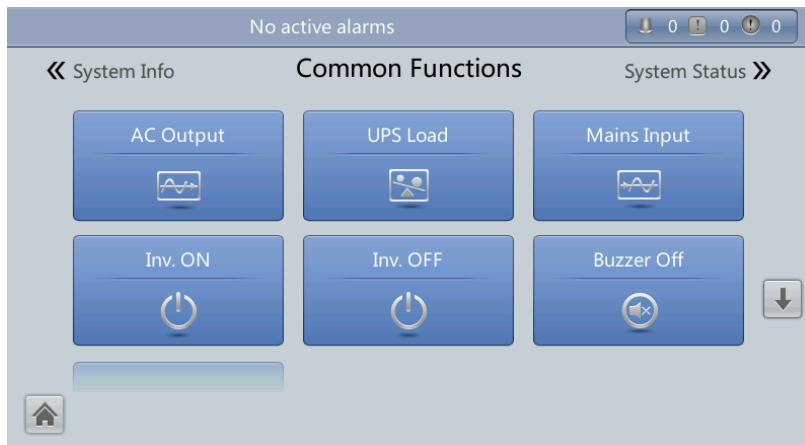 No active alarms
0 0 0
System Info
Common Functions
System Status
AC Output
UPS Load
Mains Input
Inv. ON
Inv. OFF
Buzzer Off